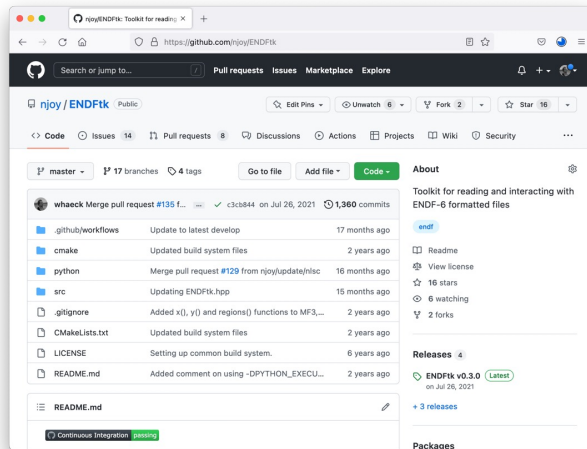 njoy/ENDFtk: Toolkit for reading
https://github.com/njoy/ENDFtk
Search or jump to... / Pull requests Issues Marketplace Explore
njoy / ENDFtk Public Edit Pins Unwatch 6 Fork 2 Star 16
Code Issues 14 Pull requests 8 Discussions Actions Projects Wiki Security ...
master 17 branches 4 tags Go to file Add file Code
whaeck Merge pull request #135 f... ... c3cb844 on Jul 26, 2021 1,360 commits
.github/workflows Update to latest develop 17 months ago
cmake Updated build system files 2 years ago
python Merge pull request #129 from njoy/update/nlsc 16 months ago
src Updating ENDFtk.hpp 15 months ago
.gitignore Added x(), y() and regions() functions to MF3,... 2 years ago
CMakeLists.txt Updated build system files 2 years ago
LICENSE Setting up common build system. 6 years ago
README.md Added comment on using -DPYTHON_EXECU... 2 years ago
README.md
Continuous Integration passing
About
Toolkit for reading and interacting with
ENDF-6 formatted files
endf
Readme
View license
16 stars
6 watching
2 forks
Releases 4
ENDFtk v0.3.0 Latest
on Jul 26, 2021
+ 3 releases
Packages